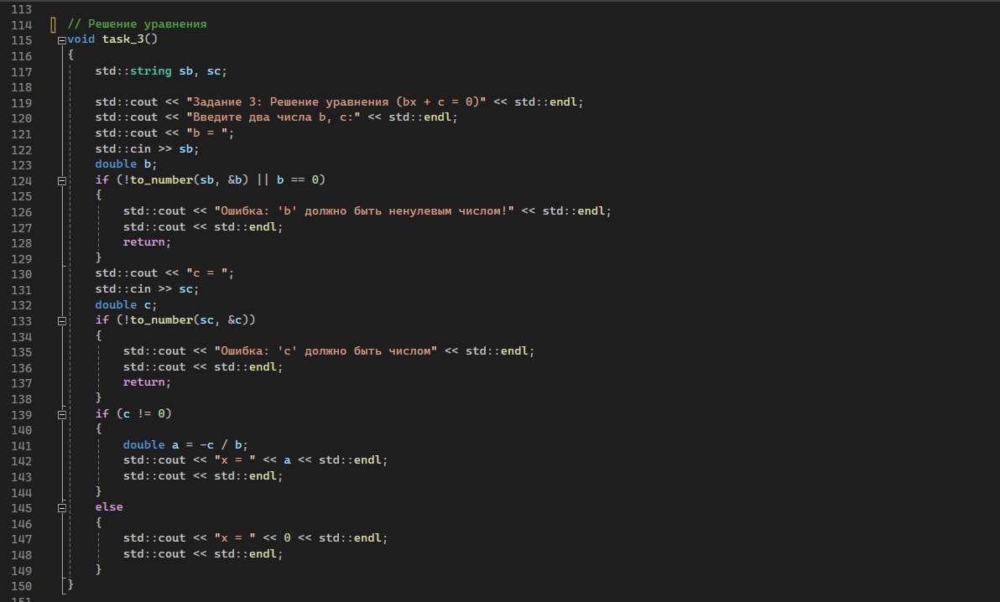 113
114 // Решение уравнения
115 void task_3()
116 {
117 std::string sb, sc;
118
119 std::cout << "Задание 3: Решение уравнения (bx + c = 0)" << std::endl;
120 std::cout << "Введите два числа b, c:" << std::endl;
121 std::cout << "b = ";
122 std::cin >> sb;
123 double b;
124 if (!to_number(sb, &b) || b == 0)
125 {
126 std::cout << "Ошибка: 'b' должно быть ненулевым числом!" << std::endl;
127 std::cout << std::endl;
128 return;
129 }
130 std::cout << "c = ";
131 std::cin >> sc;
132 double c;
133 if (!to_number(sc, &c))
134 {
135 std::cout << "Ошибка: 'c' должно быть числом" << std::endl;
136 std::cout << std::endl;
137 return;
138 }
139 if (c != 0)
140 {
141 double a = -c / b;
142 std::cout << "x = " << a << std::endl;
143 std::cout << std::endl;
144 }
145 else
146 {
147 std::cout << "x = " << 0 << std::endl;
148 std::cout << std::endl;
149 }
150 }
151